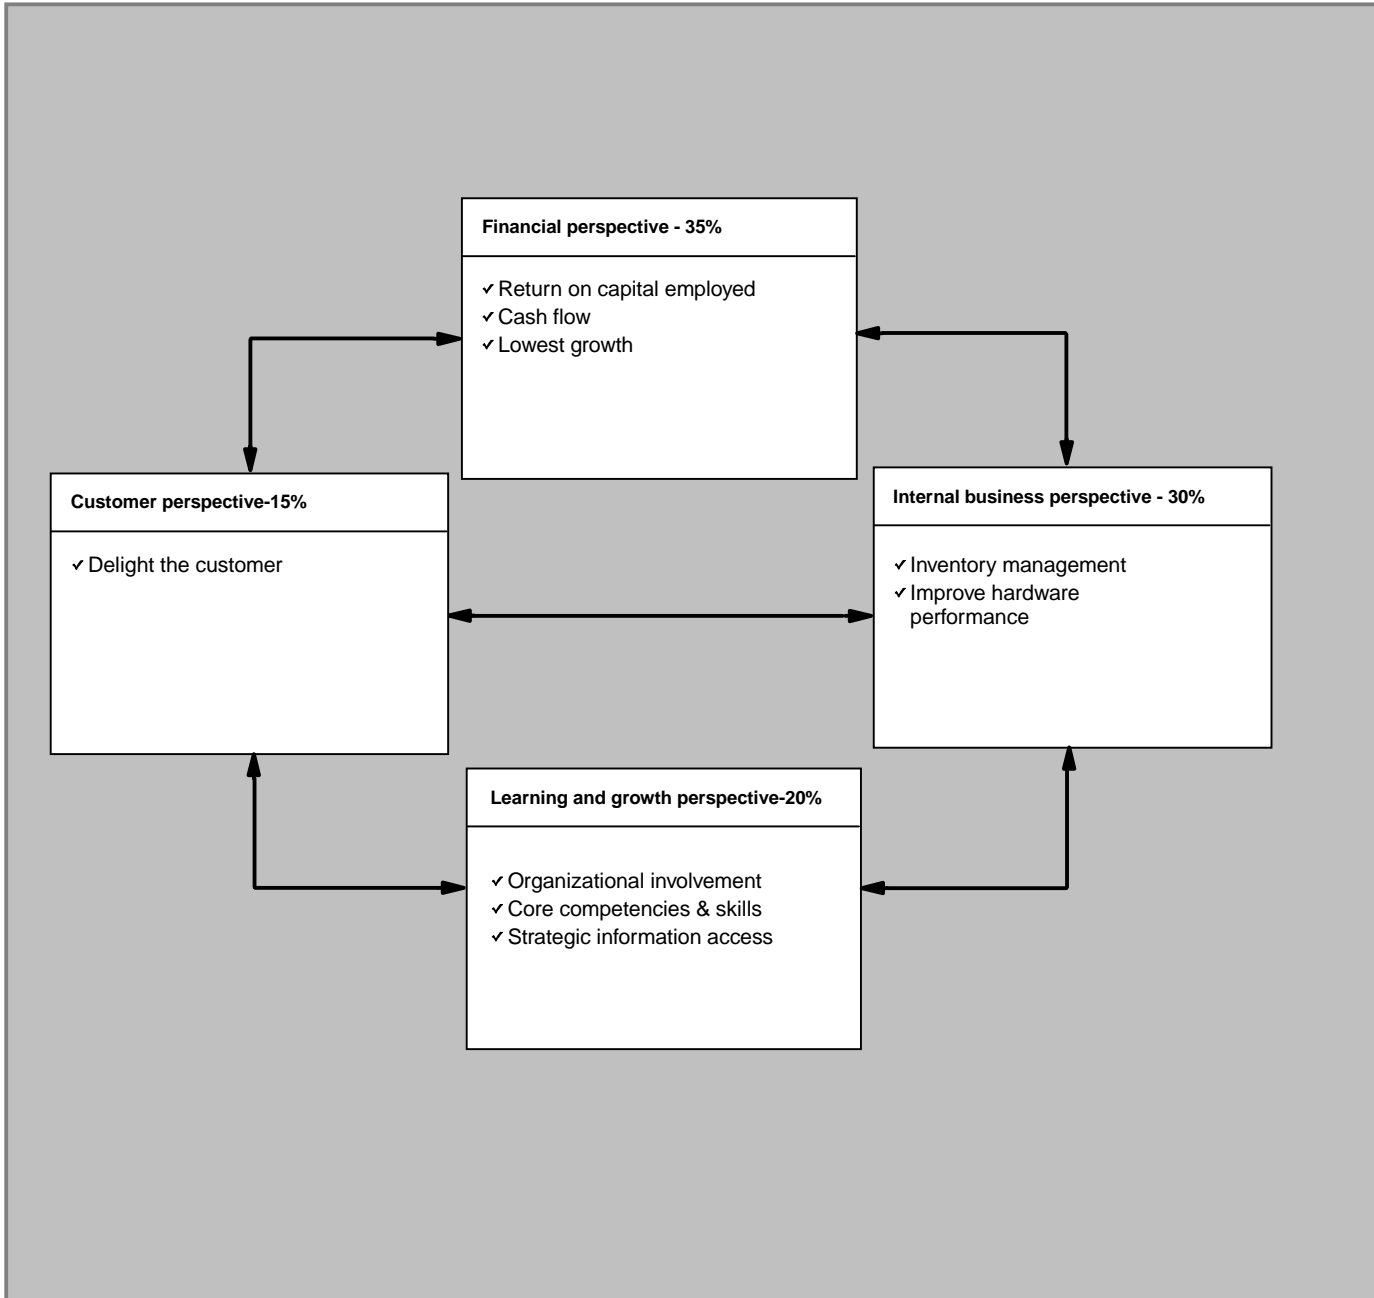 Financial perspective - 35%
✓ Return on capital employed
✓ Cash flow
✓ Lowest growth
Customer perspective-15%
✓ Delight the customer
Internal business perspective - 30%
✓ Inventory management
✓ Improve hardware
performance
Learning and growth perspective-20%
✓ Organizational involvement
✓ Core competencies & skills
✓ Strategic information access